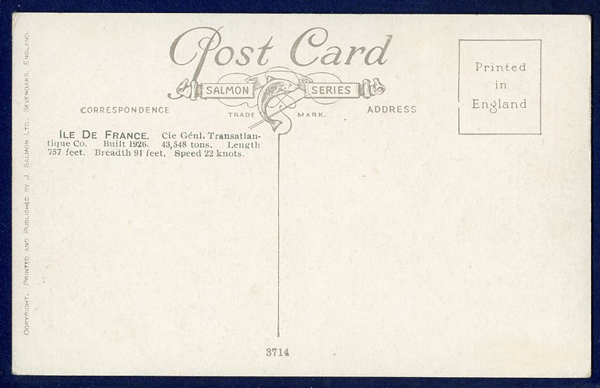 Post Card
SALMON SERIES
TRADE MARK.
CORRESPONDENCE
ADDRESS
Printed
in
England
ILE DE FRANCE. Cie Génl. Transatlan-
tique Co. Built 1926. 43,548 tons. Length
757 feet. Breadth 91 feet. Speed 22 knots.
COPYRIGHT. PRINTED AND PUBLISHED BY J. SALMON LTD., SEVENOAKS, ENGLAND.
3714